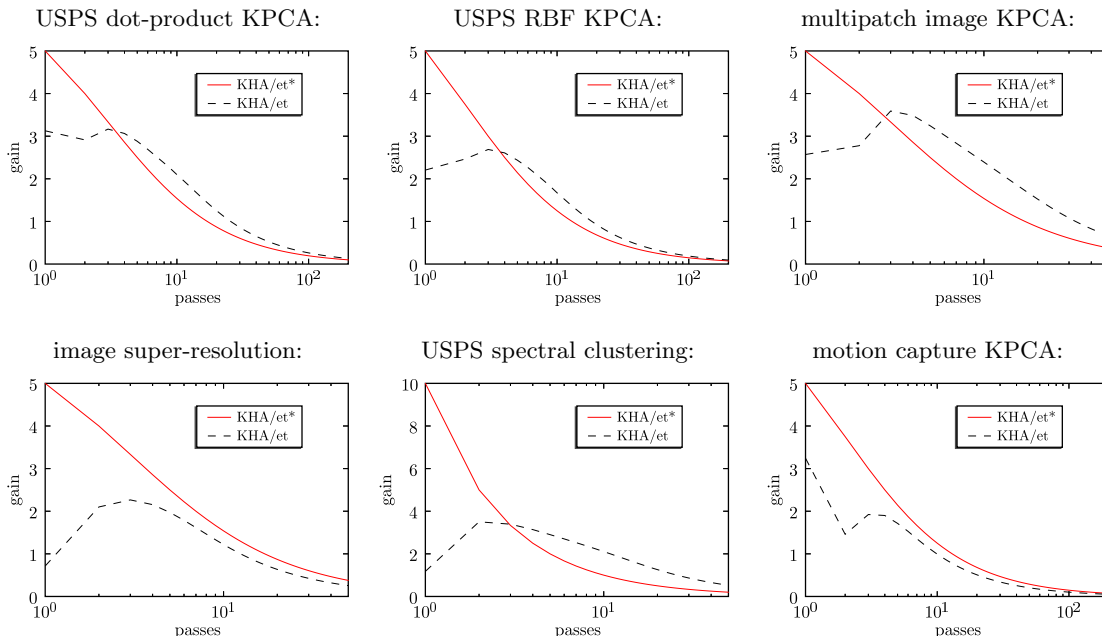 USPS dot-product KPCA:
USPS RBF KPCA:
multipatch image KPCA:
5
4
3
2
1
0
gain
KHA/et*
KHA/et
10^0
10^1
10^2
passes
5
4
3
2
1
0
gain
KHA/et*
KHA/et
10^0
10^1
10^2
passes
5
4
3
2
1
0
gain
KHA/et*
KHA/et
10^0
10^1
passes
image super-resolution:
USPS spectral clustering:
motion capture KPCA:
5
4
3
2
1
0
gain
KHA/et*
KHA/et
10^0
10^1
passes
10
8
6
4
2
0
gain
KHA/et*
KHA/et
10^0
10^1
passes
5
4
3
2
1
0
gain
KHA/et*
KHA/et
10^0
10^1
10^2
passes